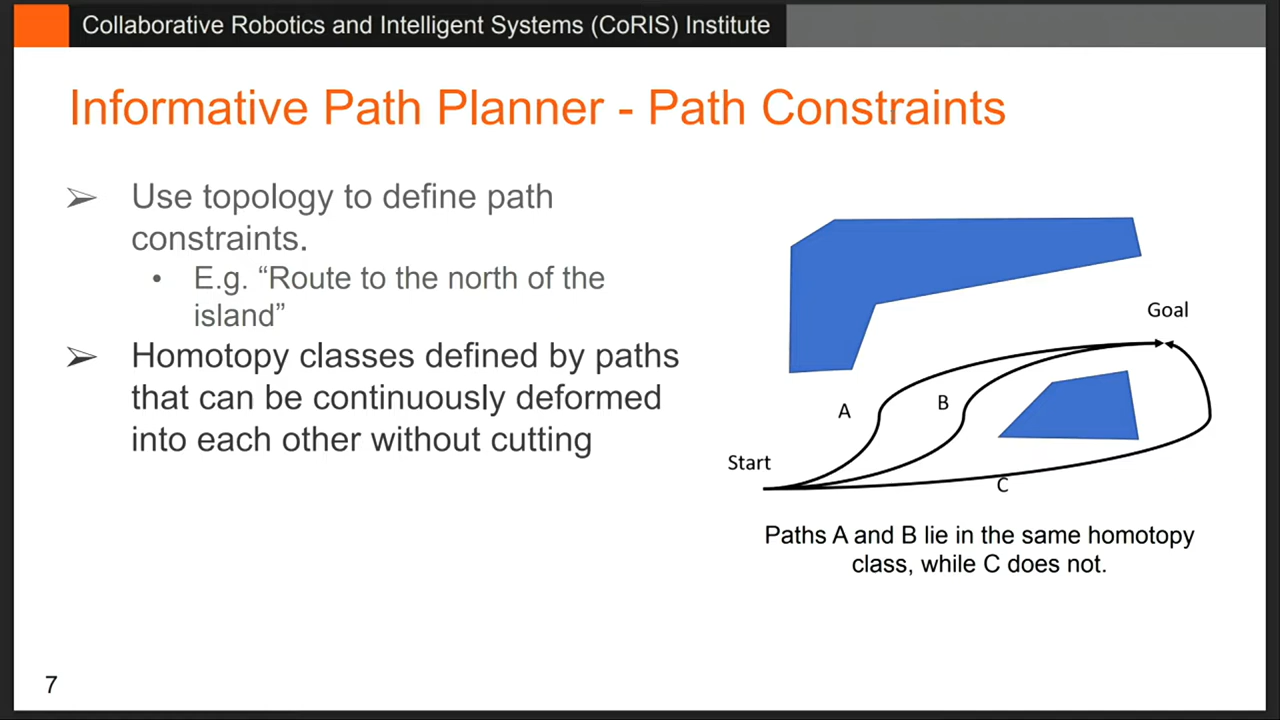 Collaborative Robotics and Intelligent Systems (CoRIS) Institute
Informative Path Planner - Path Constraints
➢ Use topology to define path
constraints.
• E.g. “Route to the north of the
island”
➢ Homotopy classes defined by paths
that can be continuously deformed
into each other without cutting
Goal
A
B
Start
C
Paths A and B lie in the same homotopy
class, while C does not.
7